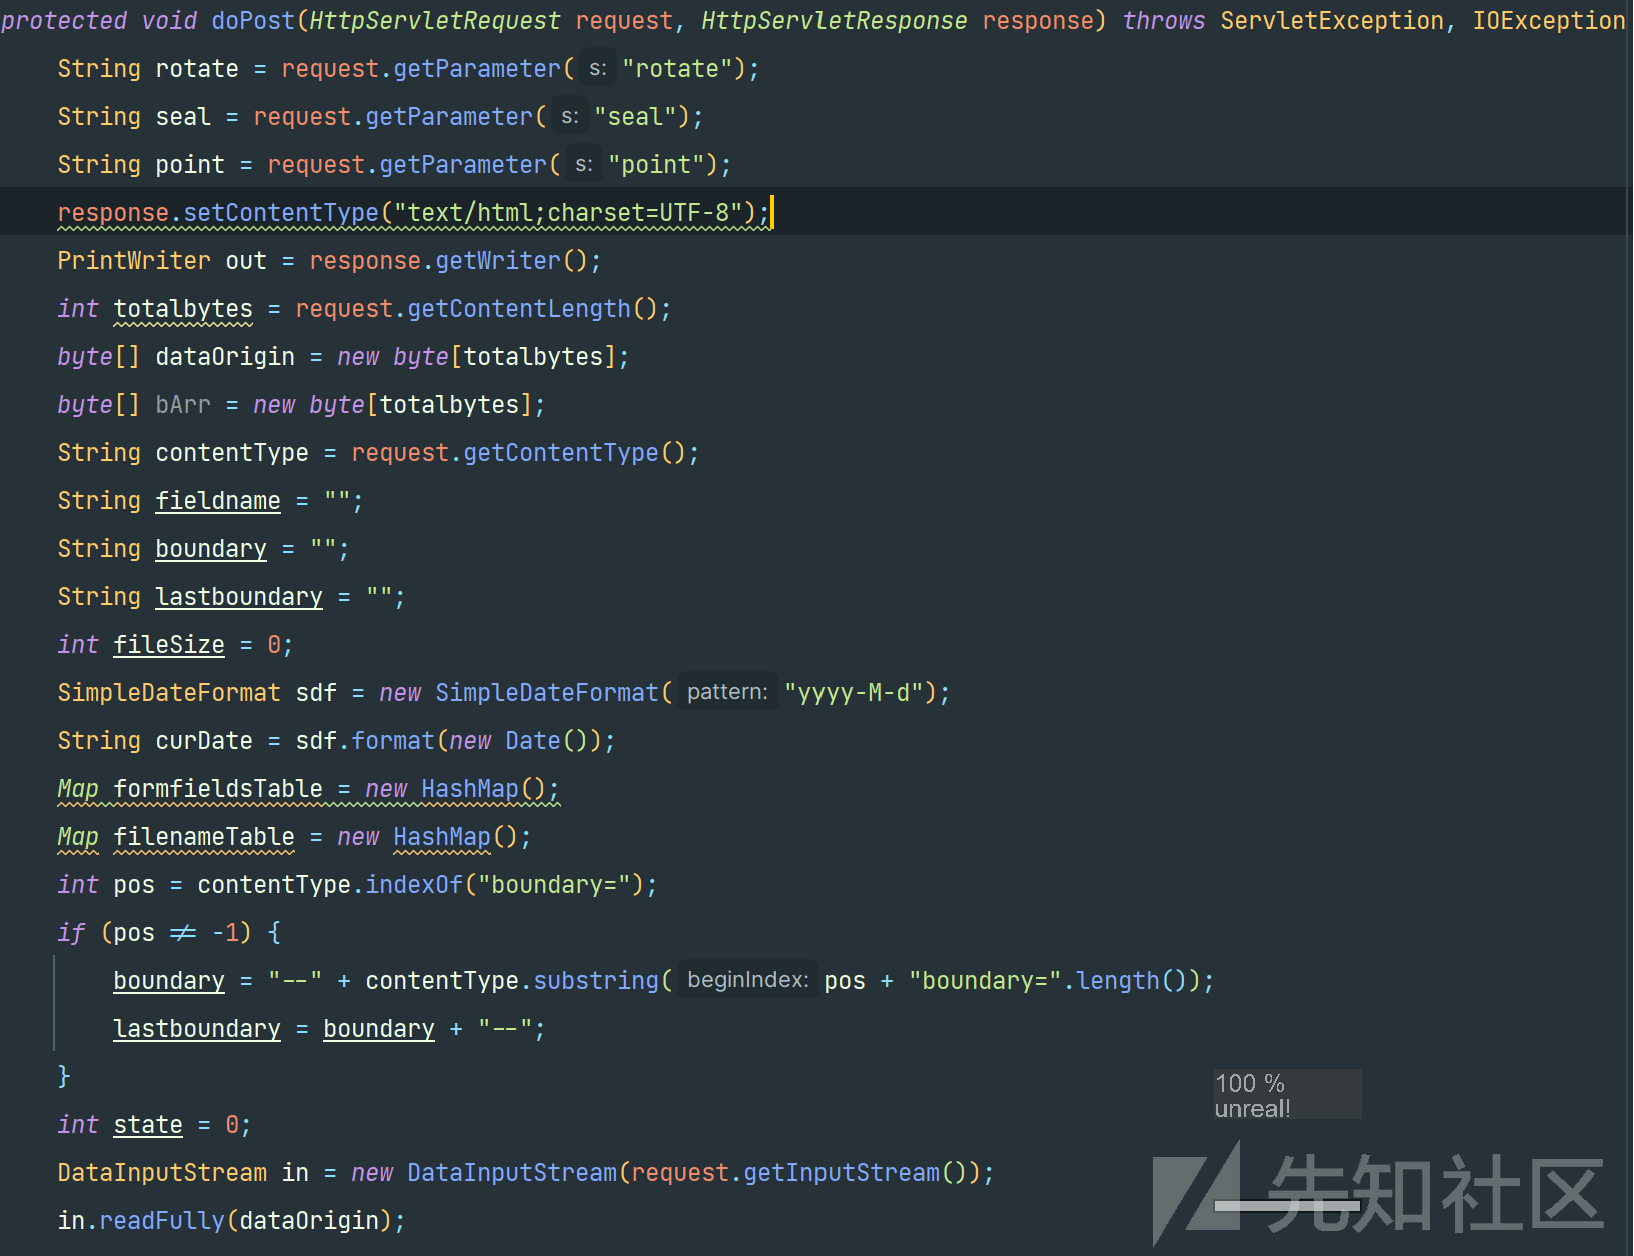 protected void doPost(HttpServletRequest request, HttpServletResponse response) throws ServletException, IOException
String rotate = request.getParameter( s: "rotate");
String seal = request.getParameter( s: "seal");
String point = request.getParameter( s: "point");
response.setContentType("text/html;charset=UTF-8");
PrintWriter out = response.getWriter();
int totalbytes = request.getContentLength();
byte[] dataOrigin = new byte[totalbytes];
byte[] bArr = new byte[totalbytes];
String contentType = request.getContentType();
String fieldname = "";
String boundary = "";
String lastboundary = "";
int fileSize = 0;
SimpleDateFormat sdf = new SimpleDateFormat( pattern: "yyyy-M-d");
String curDate = sdf.format(new Date());
Map formfieldsTable = new HashMap();
Map filenameTable = new HashMap();
int pos = contentType.indexOf("boundary=");
if (pos ≠ -1) {
boundary = "--" + contentType.substring( beginIndex: pos + "boundary=".length());
lastboundary = boundary + "--";
}
int state = 0;
DataInputStream in = new DataInputStream(request.getInputStream());
in.readFully(dataOrigin);
100 %
unreal!
先知社区